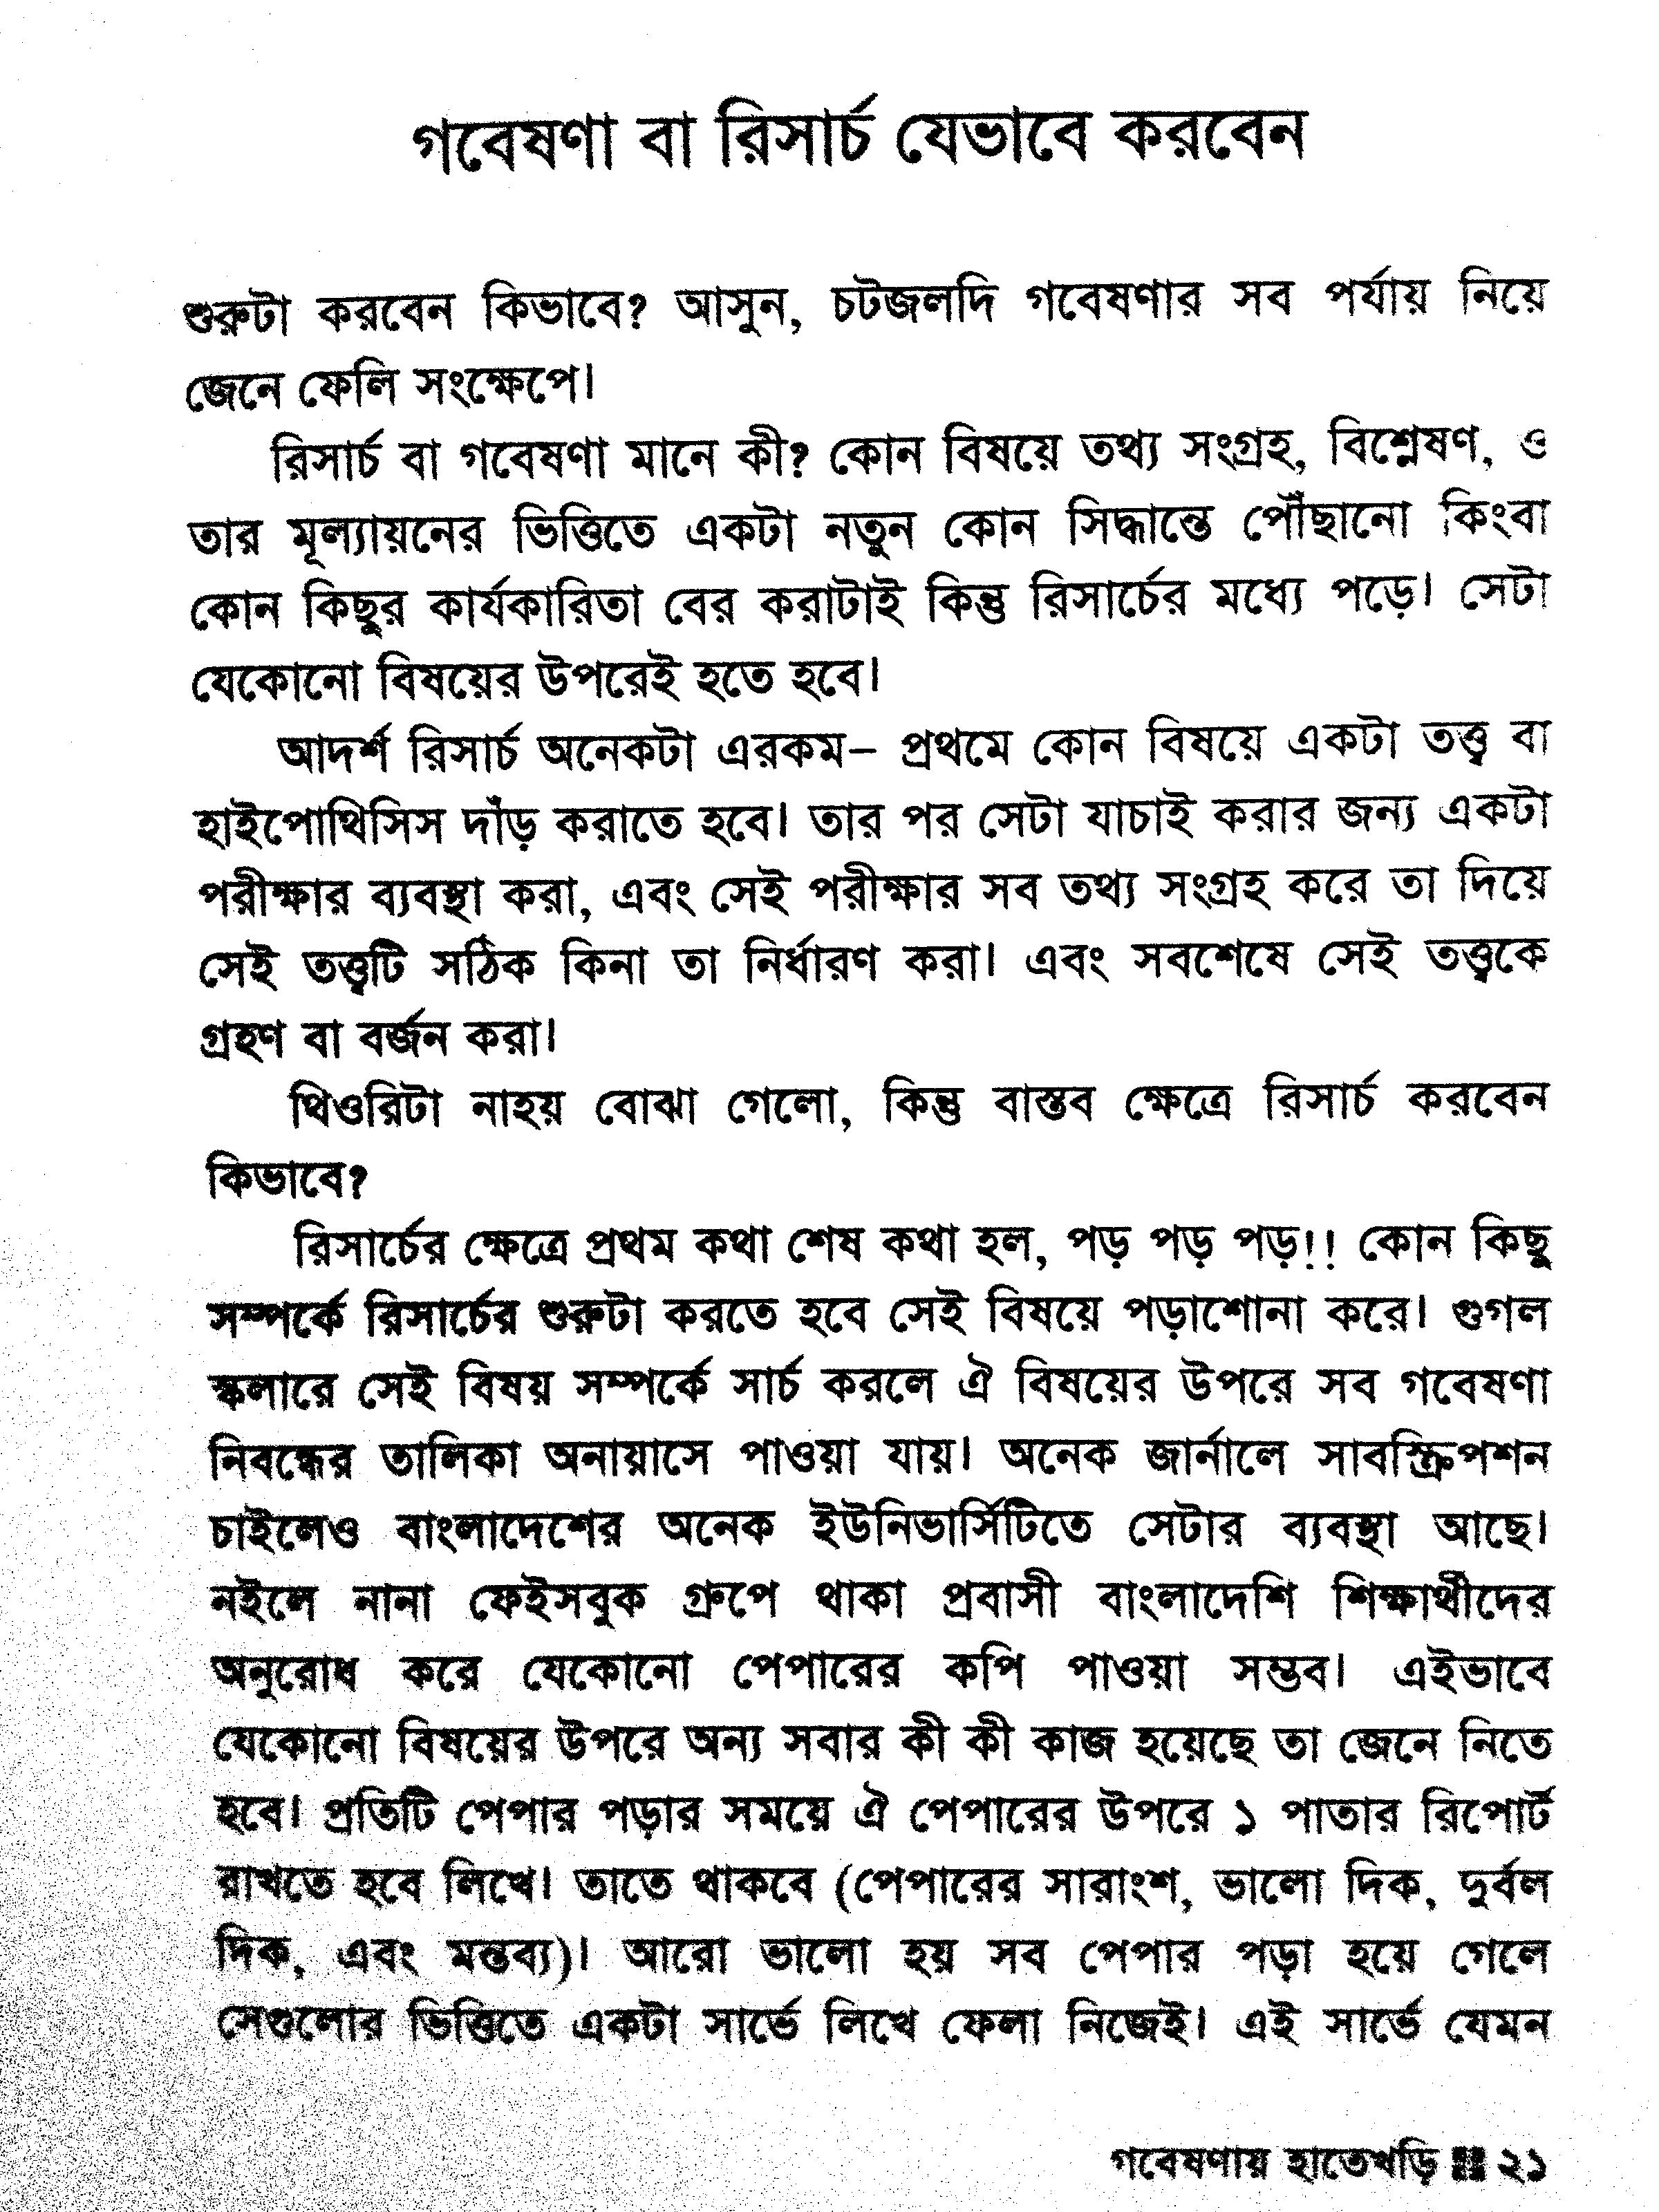 গবেষণা বা রিসার্চ যেভাবে করবেন
শুরুটা করবেন কিভাবে? আসুন, চটজলদি গবেষণার সব পর্যায় নিয়ে
জেনে ফেলি সংক্ষেপে।
রিসার্চ বা গবেষণা মানে কী? কোন বিষয়ে তথ্য সংগ্রহ, বিশ্লেষণ, ও
তার মূল্যায়নের ভিত্তিতে একটা নতুন কোন সিদ্ধান্তে পৌঁছানো কিংবা
কোন কিছুর কার্যকারিতা বের করাটাই কিন্তু রিসার্চের মধ্যে পড়ে। সেটা
যেকোনো বিষয়ের উপরেই হতে হবে।
আদর্শ রিসার্চ অনেকটা এরকম– প্রথমে কোন বিষয়ে একটা তত্ত্ব বা
হাইপোথিসিস দাঁড় করাতে হবে। তার পর সেটা যাচাই করার জন্য একটা
পরীক্ষার ব্যবস্থা করা, এবং সেই পরীক্ষার সব তথ্য সংগ্রহ করে তা দিয়ে
সেই তত্ত্বটি সঠিক কিনা তা নির্ধারণ করা। এবং সবশেষে সেই তত্ত্বকে
গ্রহণ বা বর্জন করা।
থিওরিটা নাহয় বোঝা গেলো, কিন্তু বাস্তব ক্ষেত্রে রিসার্চ করবেন
কিভাবে?
রিসার্চের ক্ষেত্রে প্রথম কথা শেষ কথা হল, পড় পড় পড়!! কোন কিছু
সম্পর্কে রিসার্চের শুরুটা করতে হবে সেই বিষয়ে পড়াশোনা করে। গুগল
স্কলারে সেই বিষয় সম্পর্কে সার্চ করলে ঐ বিষয়ের উপরে সব গবেষণা
নিবন্ধের তালিকা অনায়াসে পাওয়া যায়। অনেক জার্নালে সাবস্ক্রিপশন
চাইলেও বাংলাদেশের অনেক ইউনিভার্সিটিতে সেটার ব্যবস্থা আছে।
নইলে নানা ফেইসবুক গ্রুপে থাকা প্রবাসী বাংলাদেশি শিক্ষার্থীদের
অনুরোধ করে যেকোনো পেপারের কপি পাওয়া সম্ভব। এইভাবে
যেকোনো বিষয়ের উপরে অন্য সবার কী কী কাজ হয়েছে তা জেনে নিতে
হবে। প্রতিটি পেপার পড়ার সময়ে ঐ পেপারের উপরে ১ পাতার রিপোর্ট
রাখতে হবে লিখে। তাতে থাকবে (পেপারের সারাংশ, ভালো দিক, দুর্বল
দিক, এবং মন্তব্য)। আরো ভালো হয় সব পেপার পড়া হয়ে গেলে
সেগুলোর ভিত্তিতে একটা সার্ভে লিখে ফেলা নিজেই। এই সার্ভে যেমন
গবেষণায় হাতেখড়ি ২১